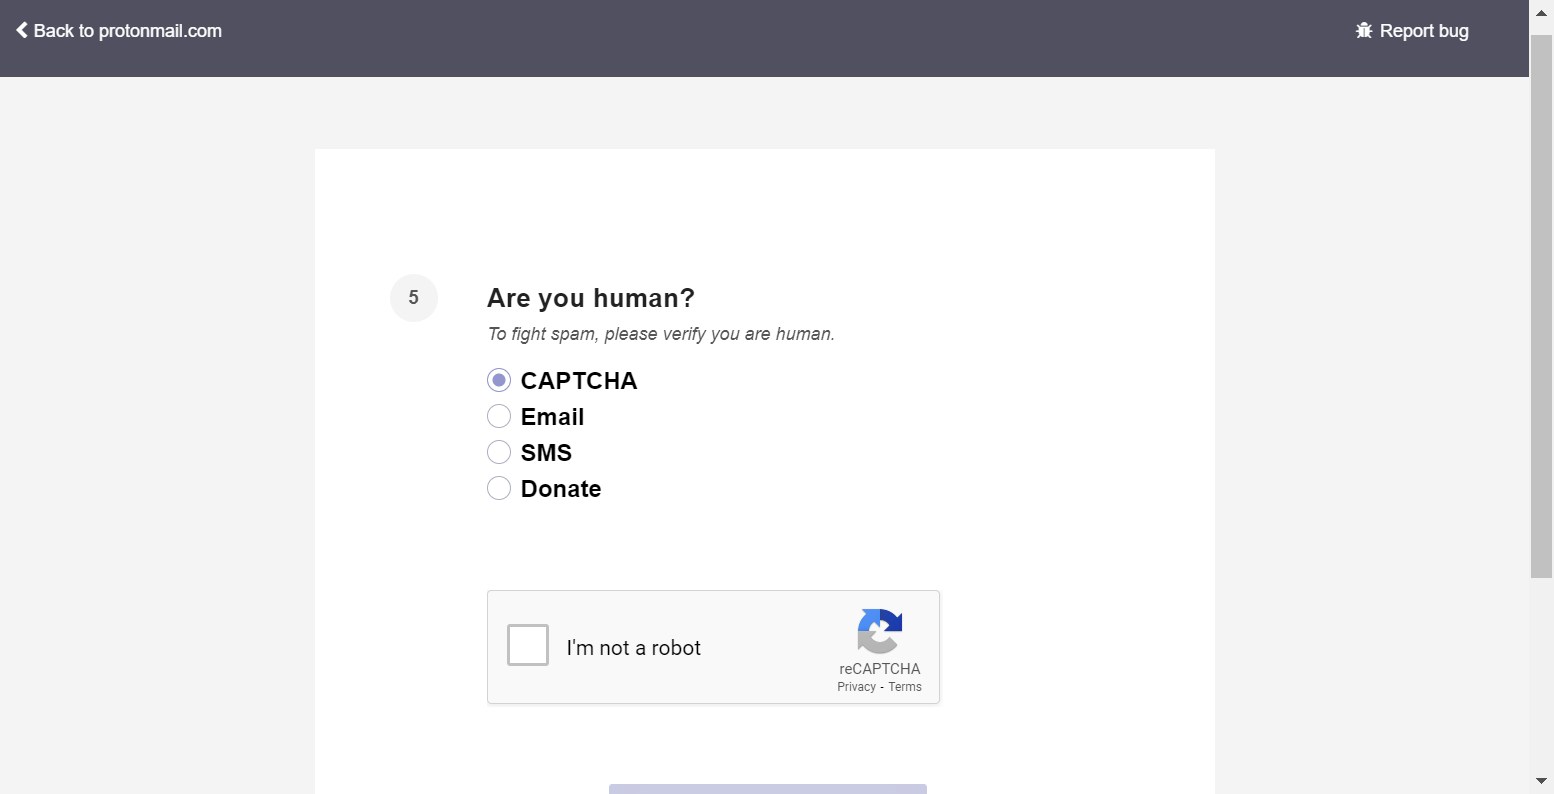 Back to protonmail.com
Report bug
5
Are you human?
To fight spam, please verify you are human.
CAPTCHA
Email
SMS
Donate
I'm not a robot
reCAPTCHA
Privacy - Terms